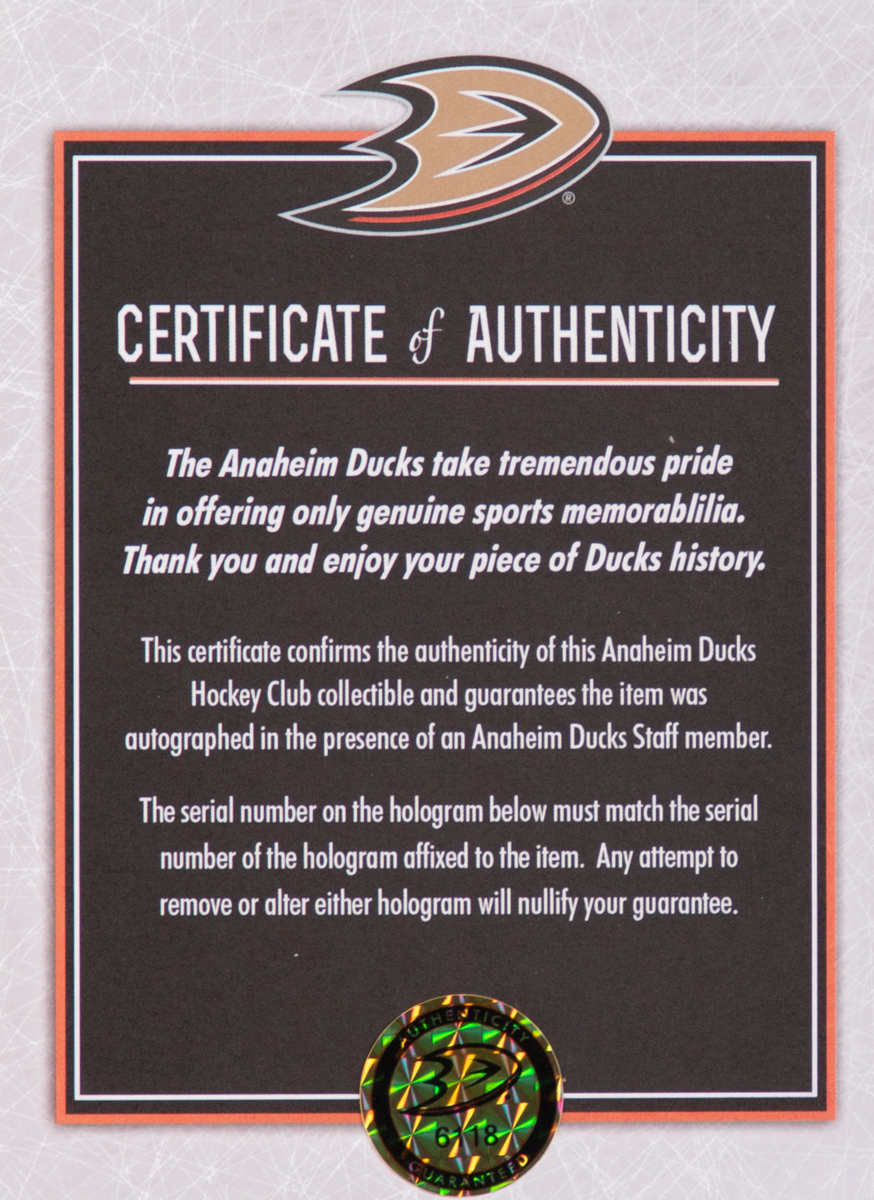 ®
CERTIFICATE of AUTHENTICITY
The Anaheim Ducks take tremendous pride
in offering only genuine sports memorablilia.
Thank you and enjoy your piece of Ducks history.
This certificate confirms the authenticity of this Anaheim Ducks
Hockey Club collectible and guarantees the item was
autographed in the presence of an Anaheim Ducks Staff member.
The serial number on the hologram below must match the serial
number of the hologram affixed to the item. Any attempt to
remove or alter either hologram will nullify your guarantee.
AUTHENTICITY
6118
GUARANTEED